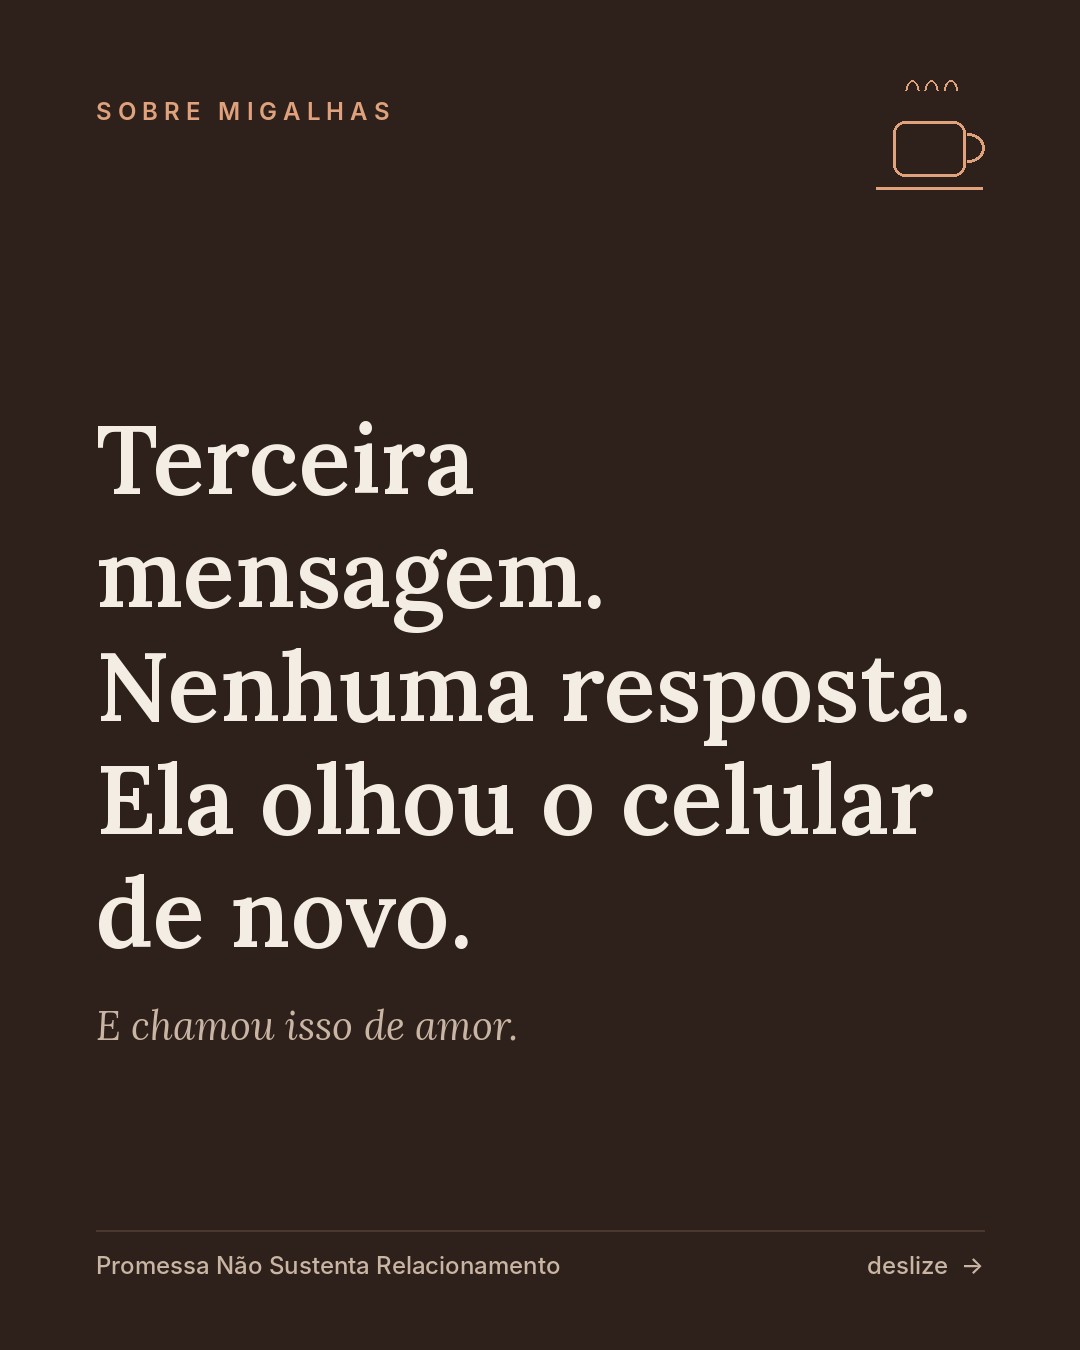 SOBRE MIGALHAS
Terceira
mensagem.
Nenhuma resposta.
Ela olhou o celular
de novo.
E chamou isso de amor.
Promessa Não Sustenta Relacionamento
deslize →